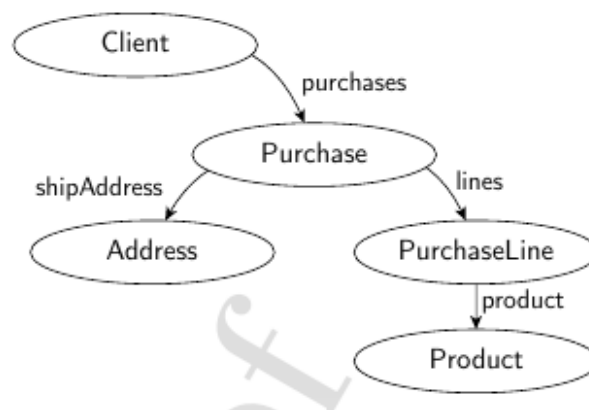 Client
purchases
Purchase
shipAddress
lines
Address
PurchaseLine
product
Product